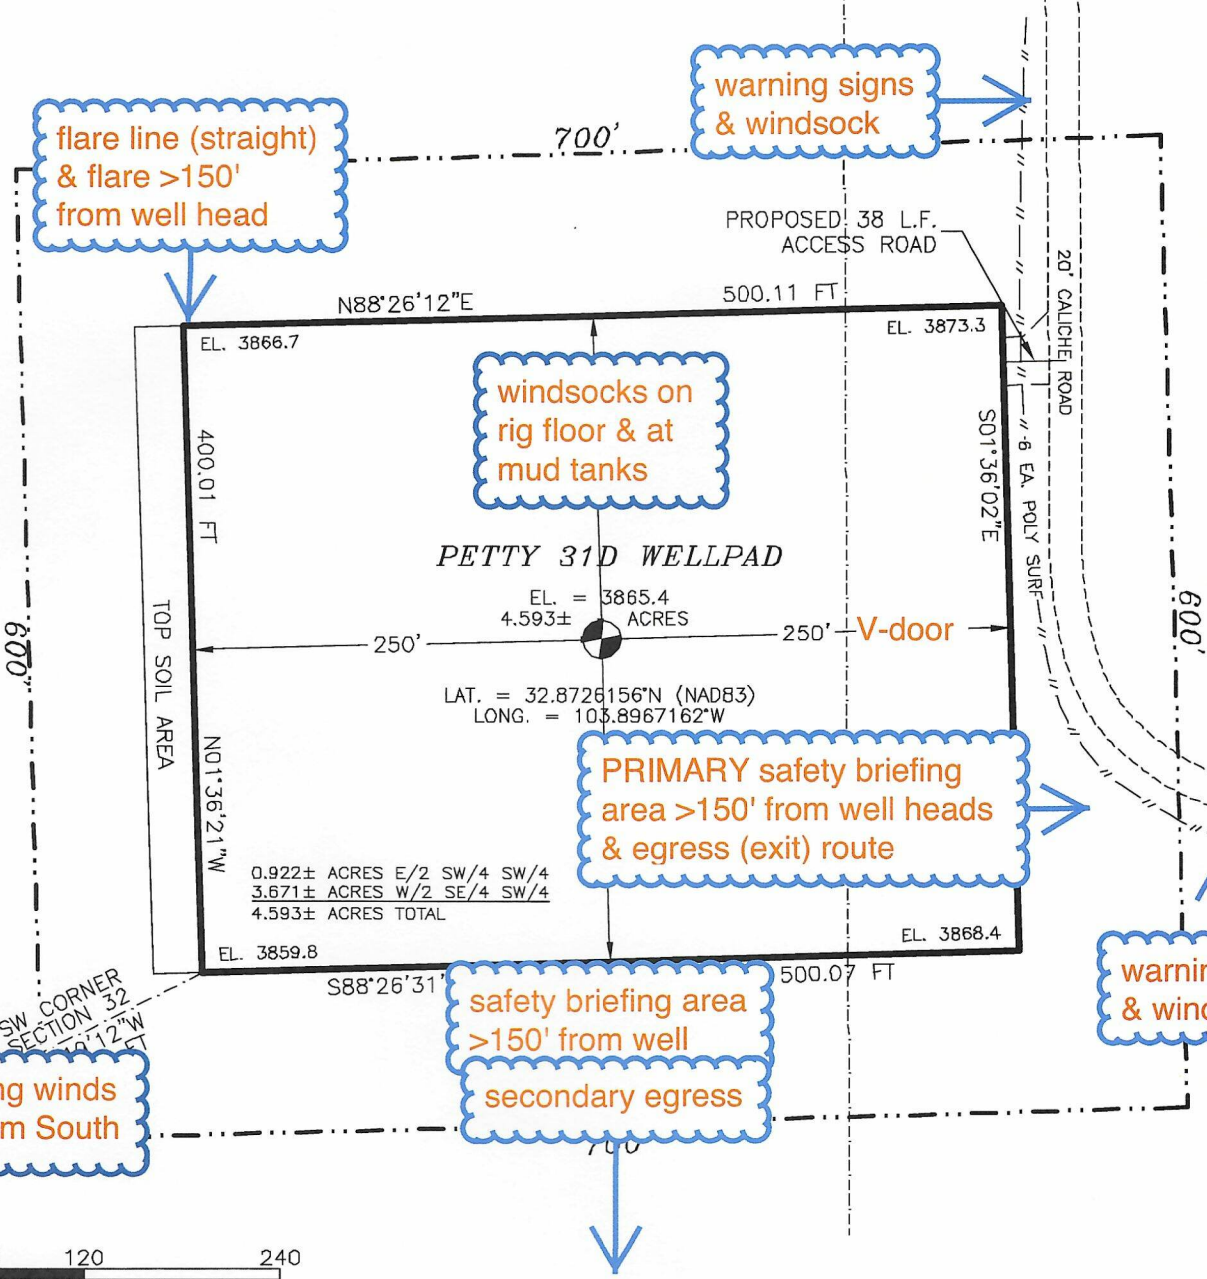 warning signs
& windsock
flare line (straight)
& flare >150'
from well head
700'
PROPOSED 38 L.F.
ACCESS ROAD
20' CALICHE ROAD
N88°26'12"E
500.11 FT
EL. 3866.7
EL. 3873.3
windsocks on
rig floor & at
mud tanks
400.01 FT
S01°36'02"E
6 EA. POLY SURF
PETTY 31D WELLPAD
EL. = 3865.4
4.593± ACRES
TOP SOIL AREA
600'
600'
250'
250'
V-door
LAT. = 32.8726156°N (NAD83)
LONG. = 103.8967162°W
N01°36'21"W
PRIMARY safety briefing
area >150' from well heads
& egress (exit) route
0.922± ACRES E/2 SW/4 SW/4
3.671± ACRES W/2 SE/4 SW/4
4.593± ACRES TOTAL
EL. 3859.8
EL. 3868.4
S88°26'31'
500.07 FT
SW CORNER
SECTION 32
'12"W
FT
safety briefing area
>150' from well
secondary egress
warnin
& wind
ng winds
m South
700'
120 240